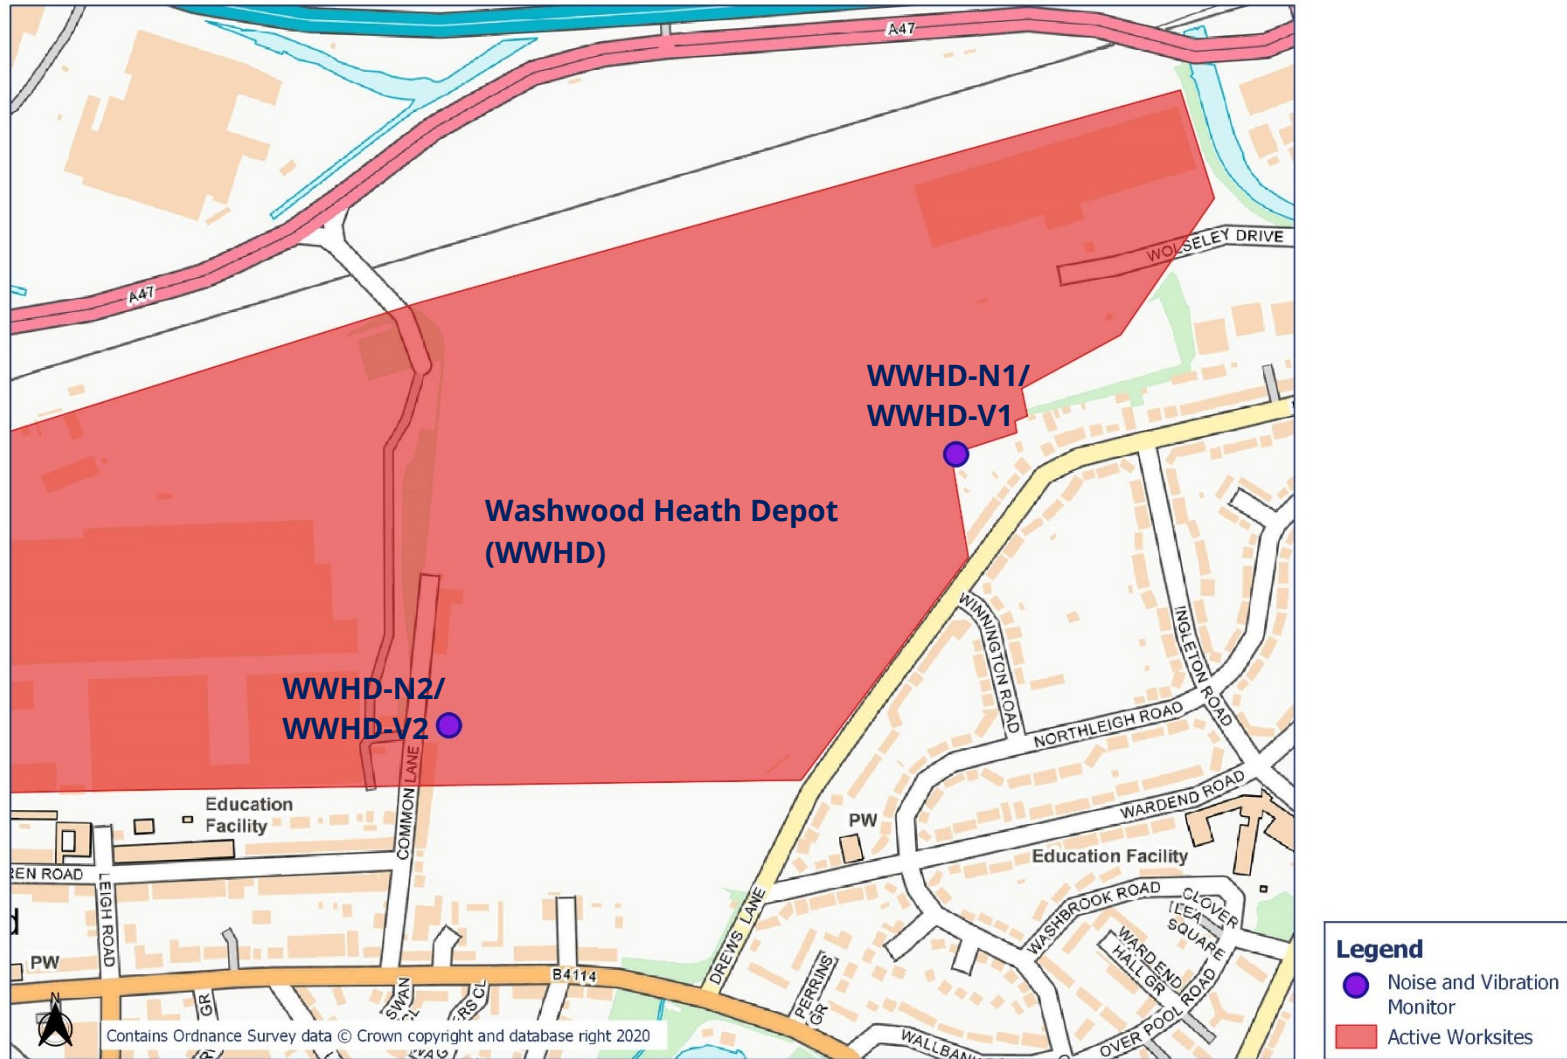 A47
A47
WOLSELEY DRIVE
WWHD-N1/
WWHD-V1
Washwood Heath Depot
(WWHD)
WINNINGTON ROAD
INGLETON ROAD
NORTHLEIGH ROAD
WWHD-N2/
WWHD-V2
COMMON LANE
Education
Facility
PW
WARDEND ROAD
Education Facility
REN ROAD
LEIGH ROAD
DREWS LANE
WASHBROOK ROAD
CLOVER
LEA
SQUARE
WARDEND
HALL GR
PW
B4114
SWAN
CL
GR
PERRINS
GR
OVER POOL ROAD
N
Contains Ordnance Survey data © Crown copyright and database right 2020
Legend
Noise and Vibration
Monitor
Active Worksites